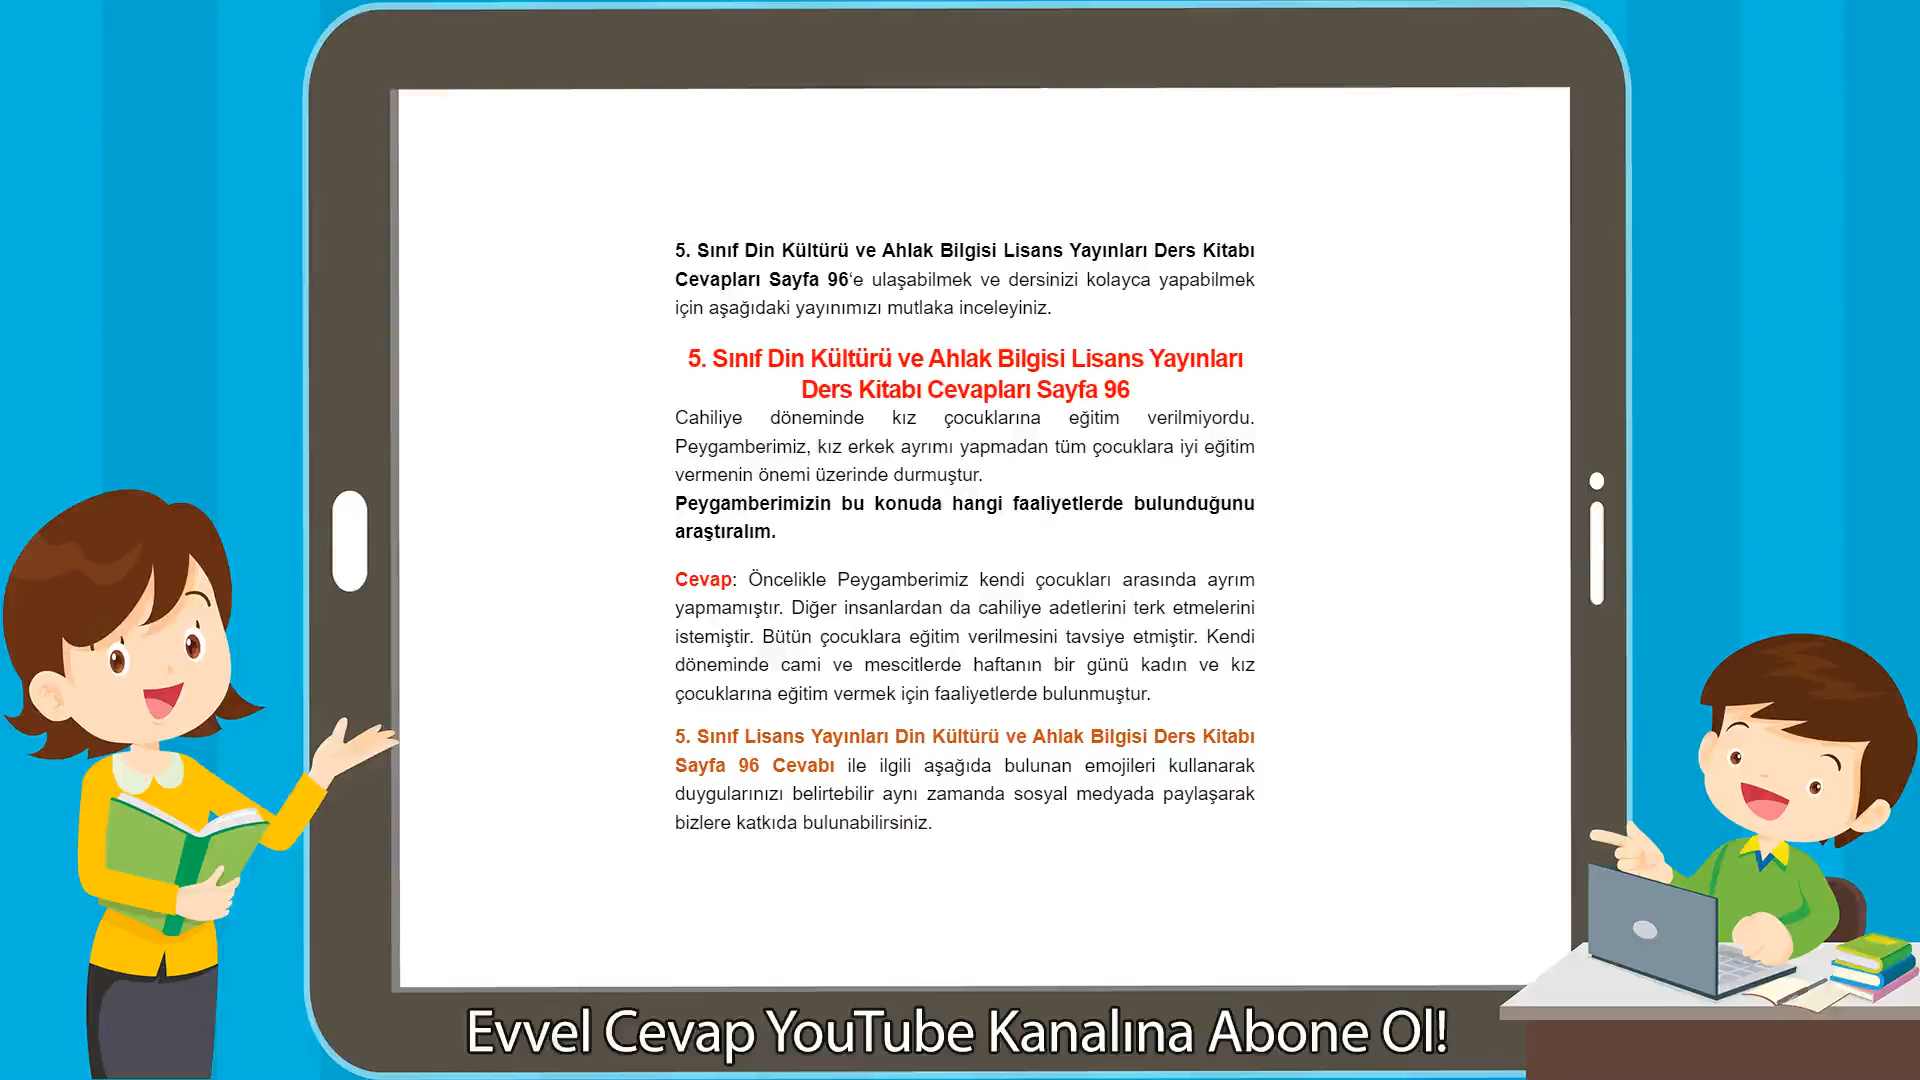 5. Sınıf Din Kültürü ve Ahlak Bilgisi Lisans Yayınları Ders Kitabı
Cevapları Sayfa 96‘e ulaşabilmek ve dersinizi kolayca yapabilmek
için aşağıdaki yayınımızı mutlaka inceleyiniz.
5. Sınıf Din Kültürü ve Ahlak Bilgisi Lisans Yayınları
Ders Kitabı Cevapları Sayfa 96
Cahiliye döneminde kız çocuklarına eğitim verilmiyordu.
Peygamberimiz, kız erkek ayrımı yapmadan tüm çocuklara iyi eğitim
vermenin önemi üzerinde durmuştur.
Peygamberimizin bu konuda hangi faaliyetlerde bulunduğunu
araştıralım.
Cevap: Öncelikle Peygamberimiz kendi çocukları arasında ayrım
yapmamıştır. Diğer insanlardan da cahiliye adetlerini terk etmelerini
istemiştir. Bütün çocuklara eğitim verilmesini tavsiye etmiştir. Kendi
döneminde cami ve mescitlerde haftanın bir günü kadın ve kız
çocuklarına eğitim vermek için faaliyetlerde bulunmuştur.
5. Sınıf Lisans Yayınları Din Kültürü ve Ahlak Bilgisi Ders Kitabı
Sayfa 96 Cevabı ile ilgili aşağıda bulunan emojileri kullanarak
duygularınızı belirtebilir aynı zamanda sosyal medyada paylaşarak
bizlere katkıda bulunabilirsiniz.
Evvel Cevap YouTube Kanalına Abone Ol!